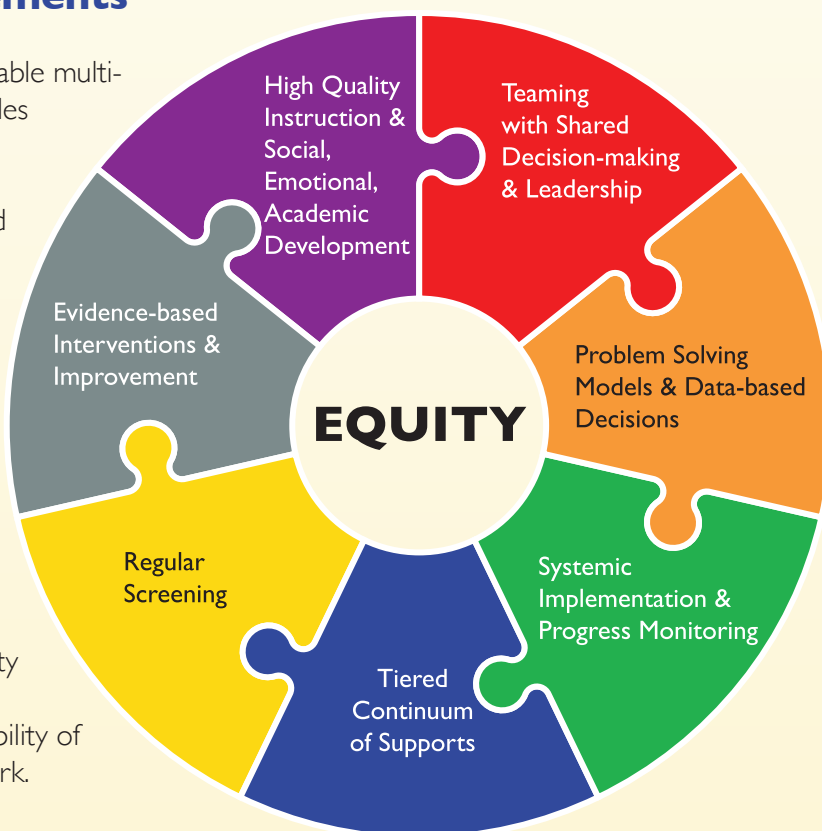 ements
able multi-
les
d
ty
bility of
rk.
High Quality
Instruction &
Social,
Emotional,
Academic
Development
Teaming
with Shared
Decision-making
& Leadership
Problem Solving
Models & Data-based
Decisions
Systemic
Implementation &
Progress Monitoring
Tiered
Continuum
of Supports
Regular
Screening
Evidence-based
Interventions &
Improvement
EQUITY